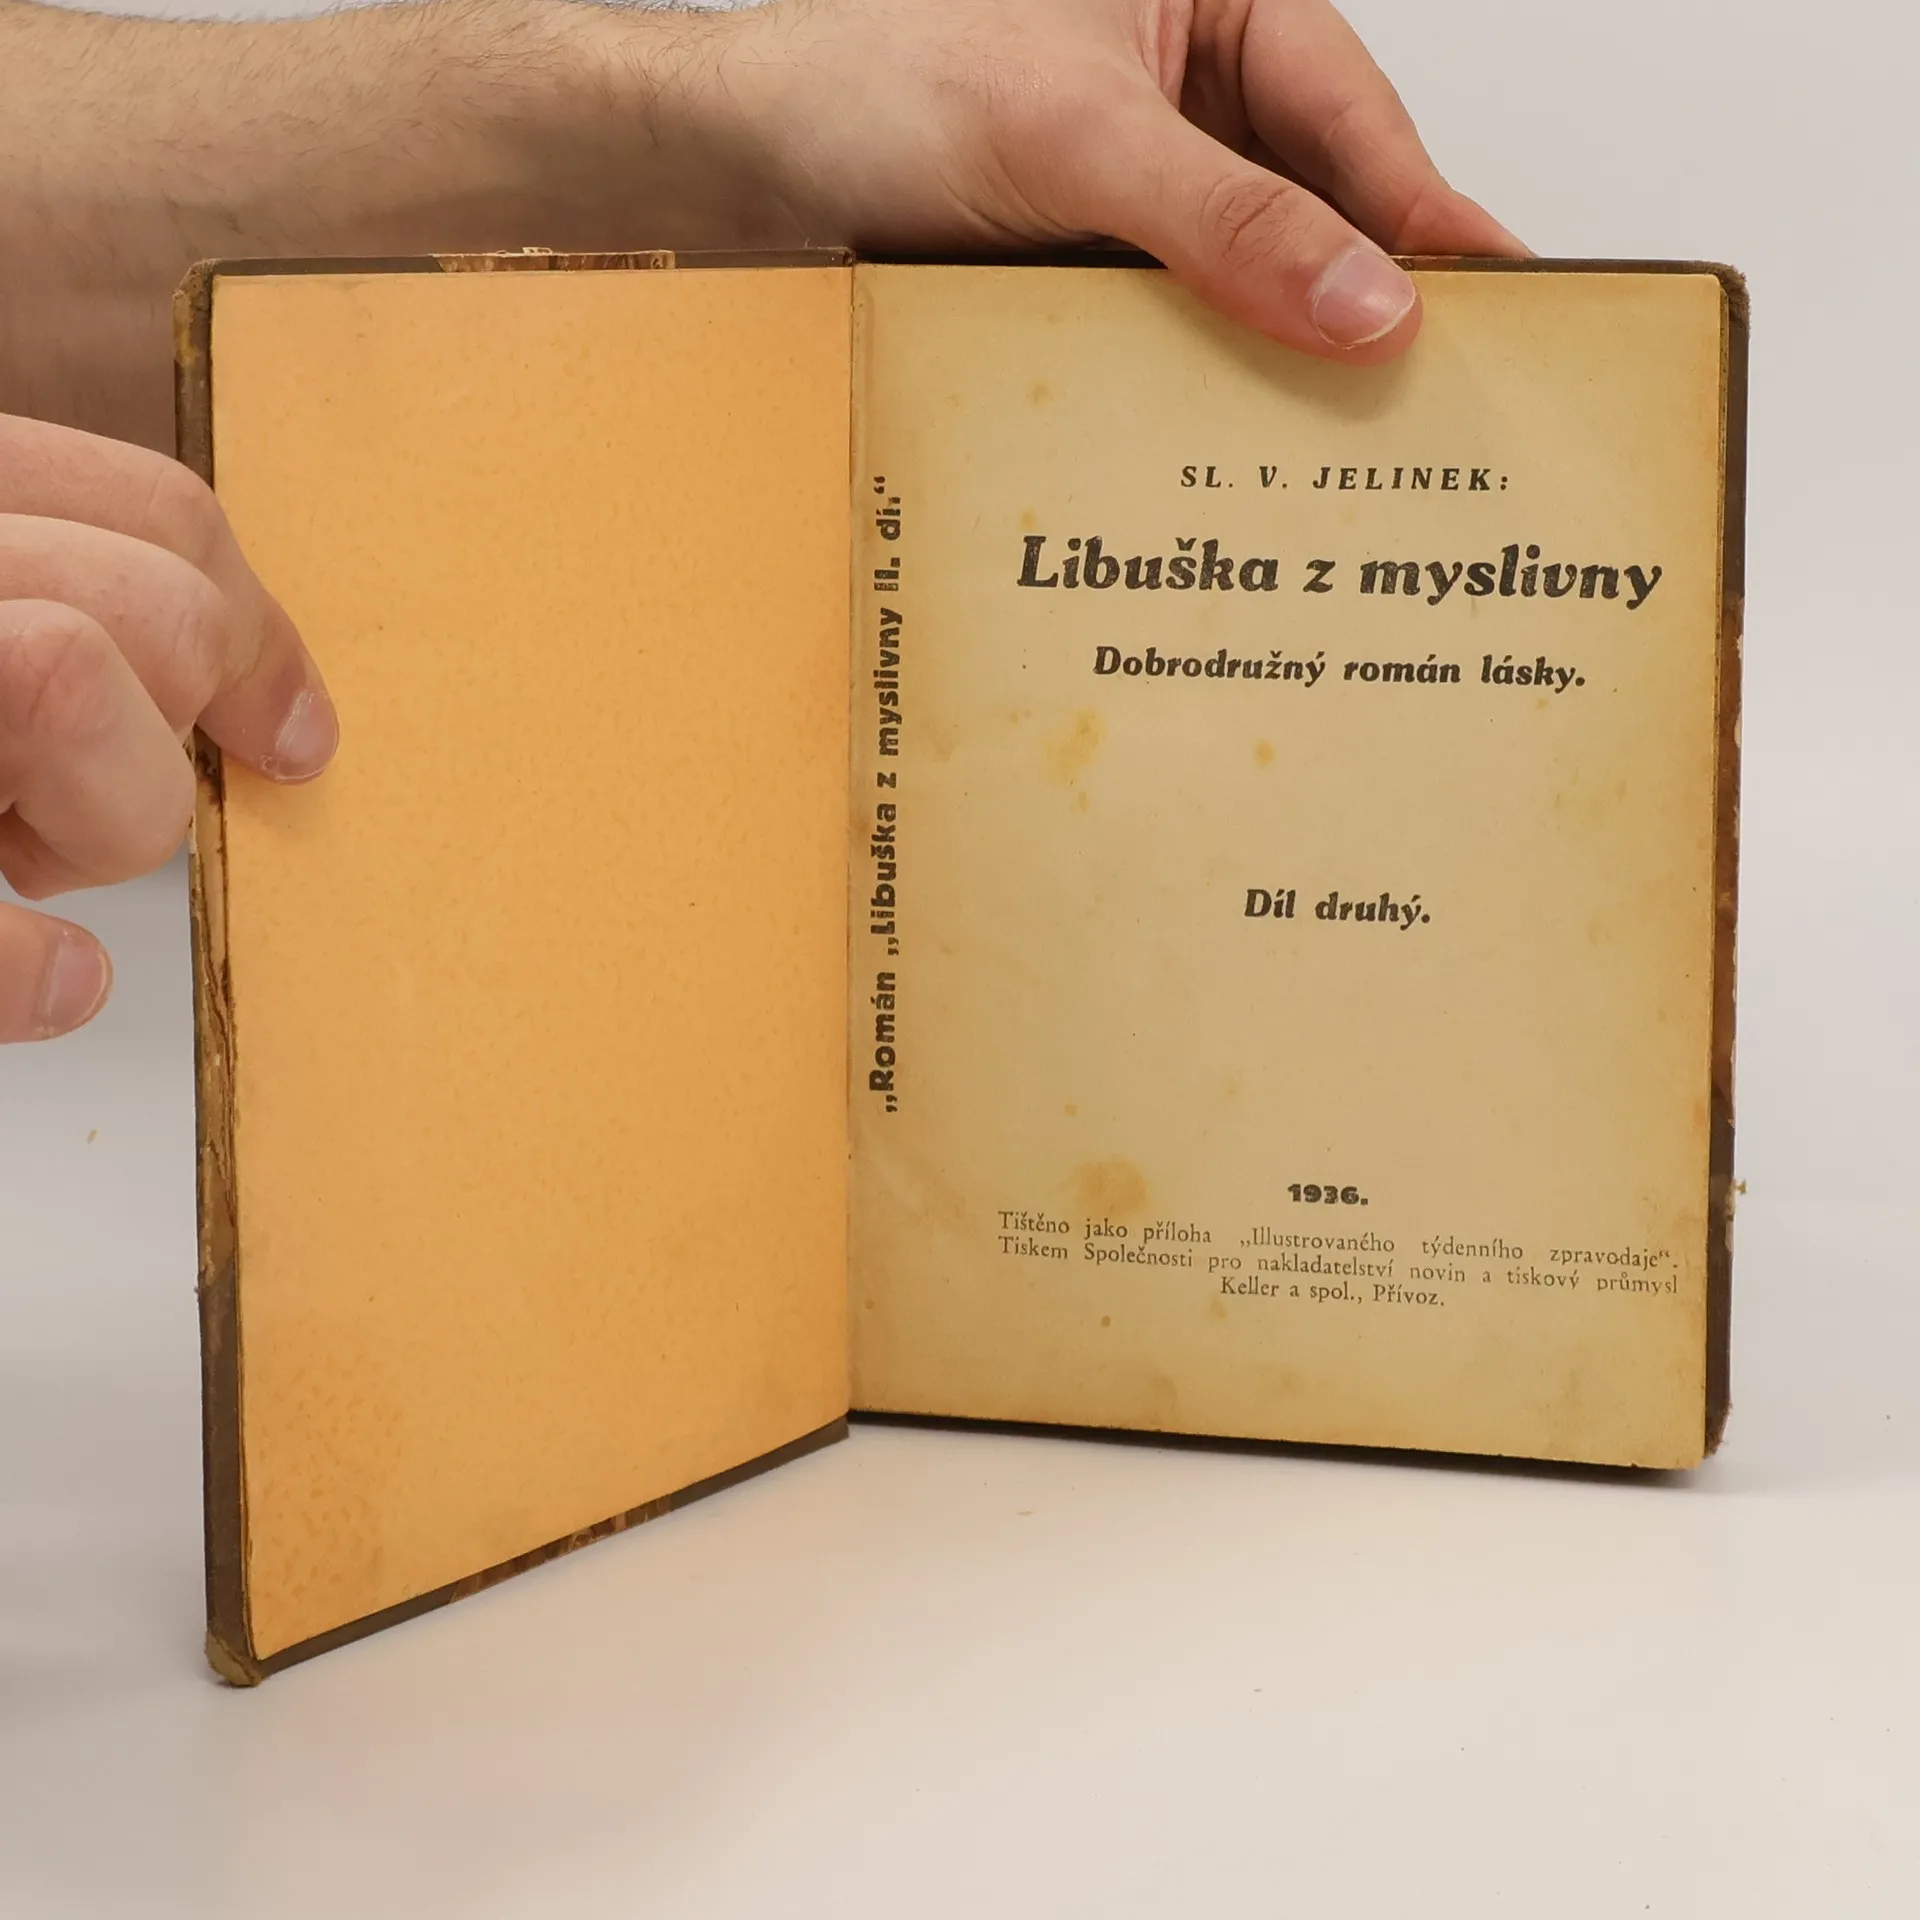 „Román „Libuška z myslivny II. dí.“
SL. V. JELINEK:
Libuška z myslivny
Dobrodružný román lásky.
Díl druhý.
1936.
Tištěno jako příloha „Illustrovaného týdenního zpravodaje“.
Tiskem Společnosti pro nakladatelství novin a tiskový průmysl
Keller a spol., Přívoz.